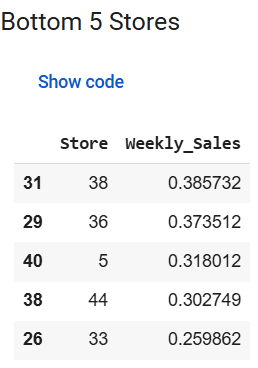 Bottom 5 Stores
Show code
Store Weekly_Sales
31 38 0.385732
29 36 0.373512
40 5 0.318012
38 44 0.302749
26 33 0.259862